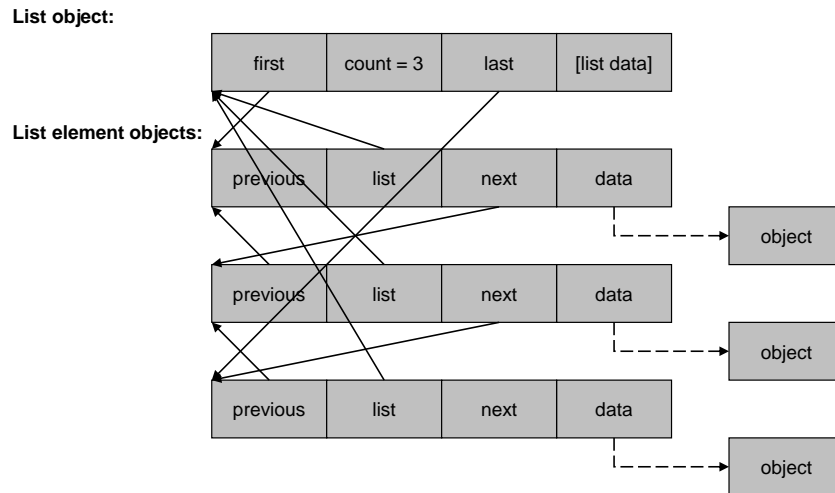 List object:
first count = 3 last [list data]
List element objects:
previous list next data
object
previous list next data
object
previous list next data
object